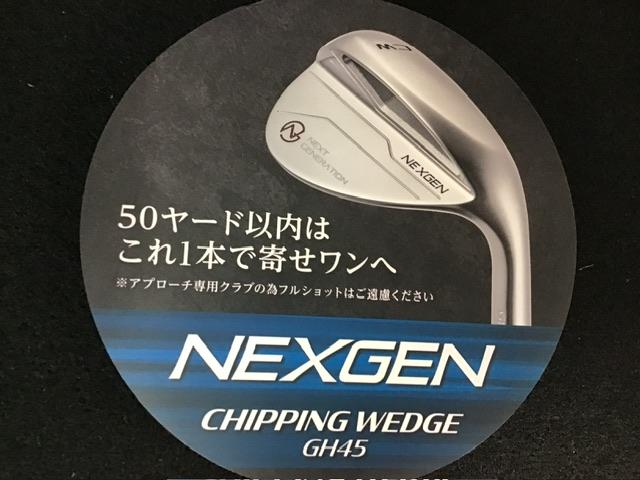 CW
NEXT
GENERATION
NEXGEN
50ヤード以内は
これ1本で寄せワンへ
※アプローチ専用クラブの為フルショットはご遠慮ください
NEXGEN
CHIPPING WEDGE
GH45